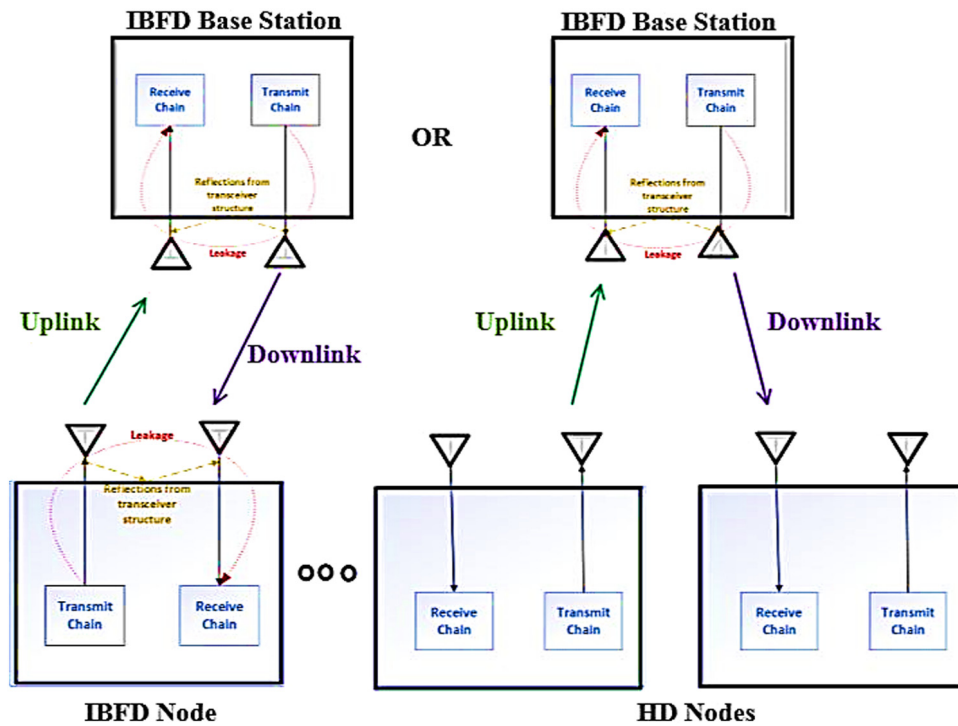 IBFD Base Station
IBFD Base Station
Receive
Chain
Transmit
Chain
Receive
Chain
Transmit
Chain
OR
Reflections from
transceiver
structure
Reflections from
transceiver
structure
Leakage
Leakage
Uplink
Downlink
Uplink
Downlink
Leakage
Reflections from
transceiver
structure
Transmit
Chain
Receive
Chain
ooo
Receive
Chain
Transmit
Chain
Receive
Chain
Transmit
Chain
IBFD Node
HD Nodes